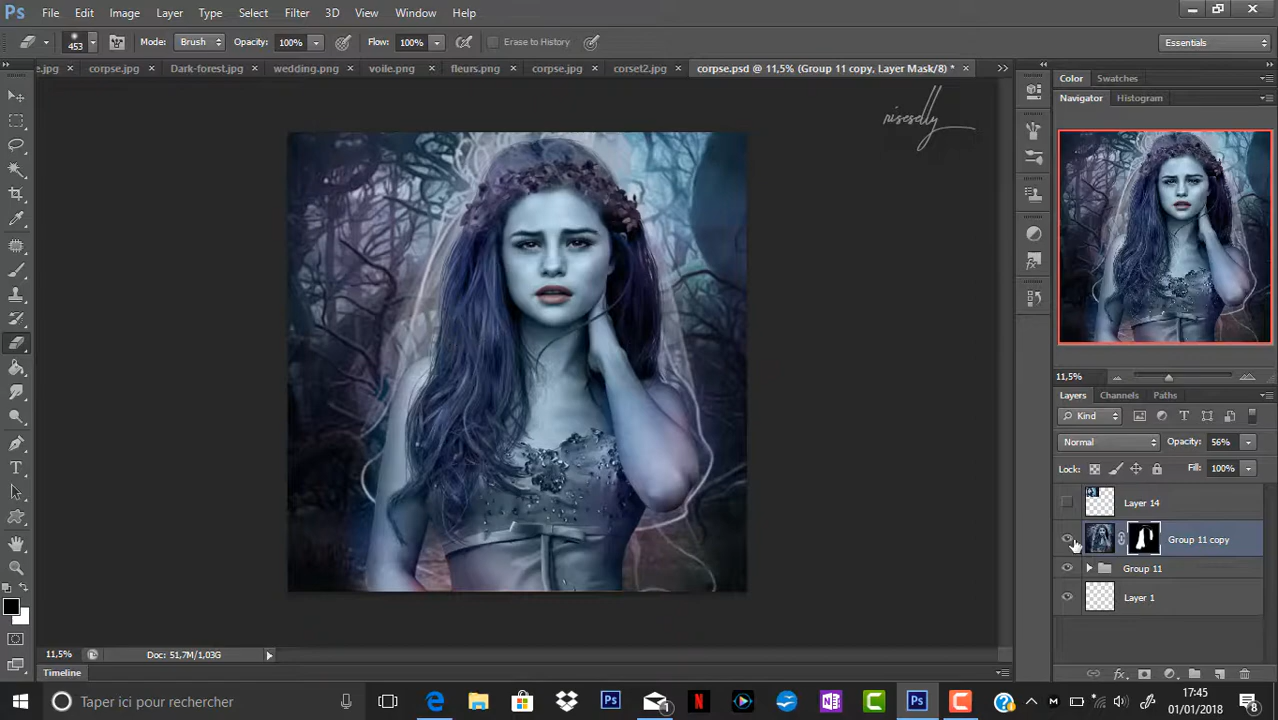 Ps File Edit Image Layer Type Select Filter 3D View Window Help
453 Mode: Brush Opacity: 100% Flow: 100% Erase to History Essentials
e.jpg × corpse.jpg × Dark-forest.jpg × wedding.png × voile.png × fleurs.png × corpse.jpg × corset2.jpg × corpse.psd @ 11,5% (Group 11 copy, Layer Mask/8) * ×
Color Swatches
Navigator Histogram
11,5%
Layers Channels Paths
Kind
Normal Opacity: 56%
Lock: Fill: 100%
Layer 14
Group 11 copy
Group 11
Layer 1
11,5% Doc: 51,7M/1,03G
Timeline
Taper ici pour rechercher
17:45
01/01/2018